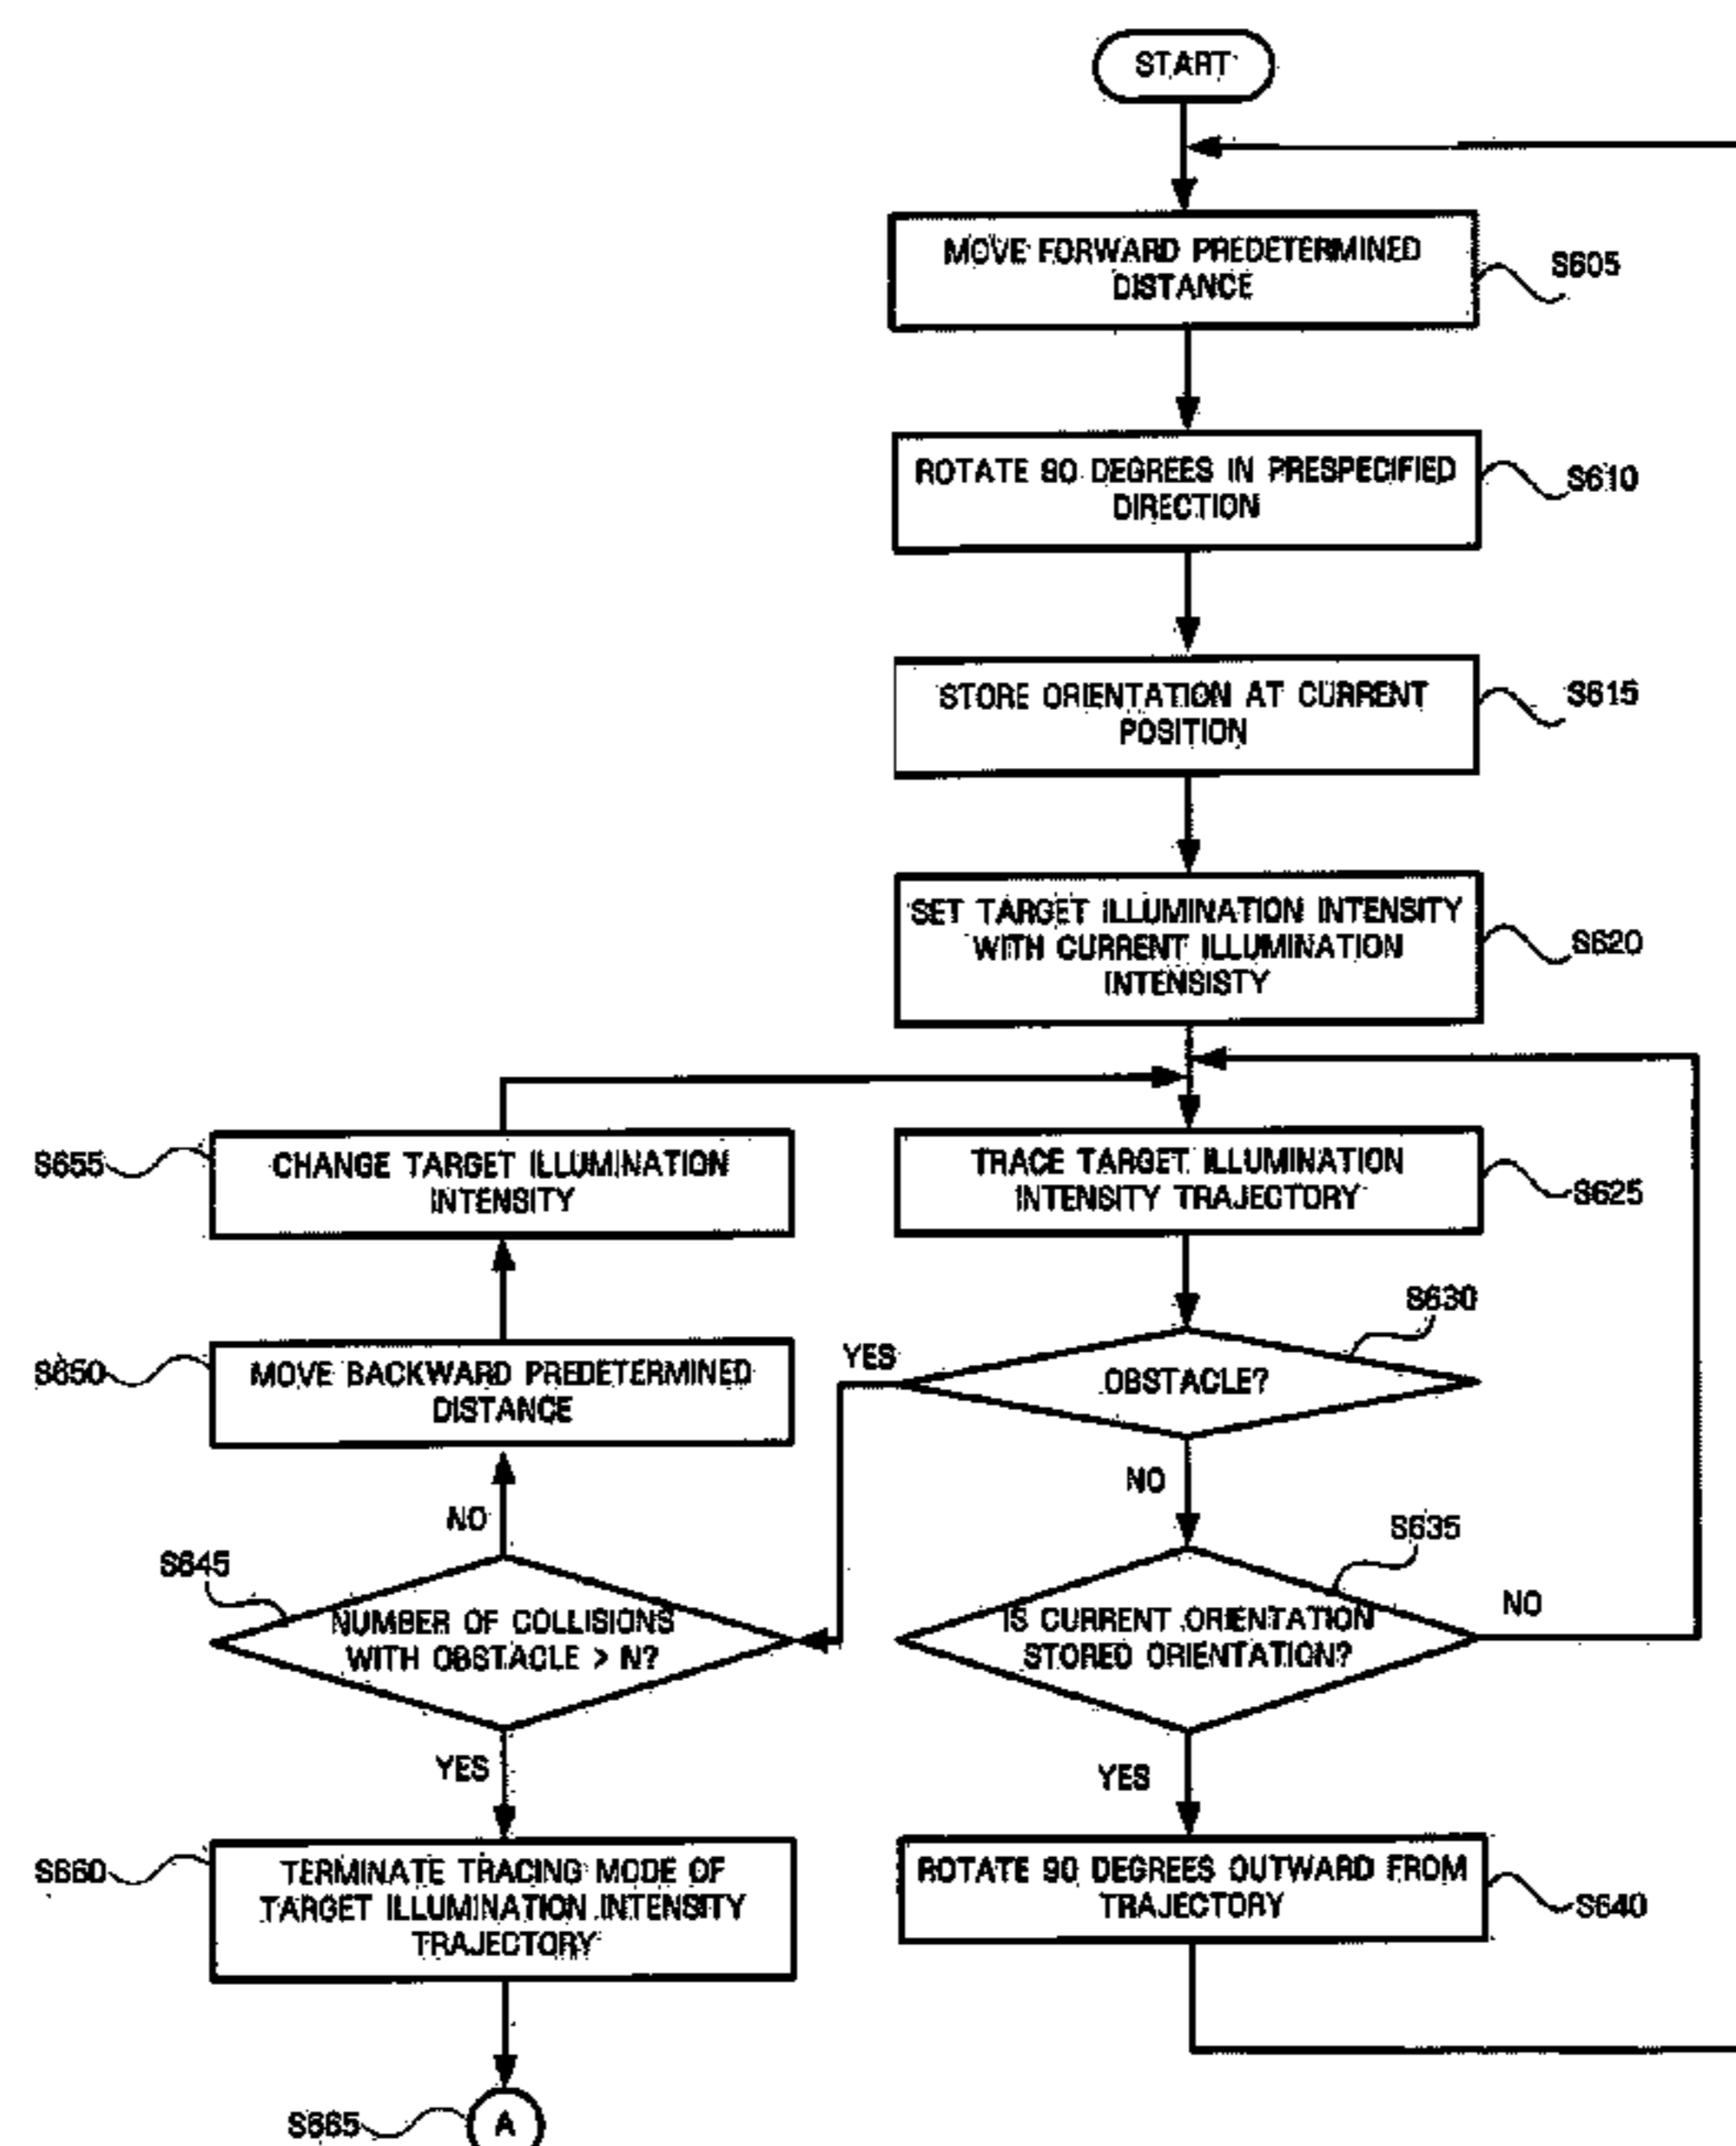 START
MOVE FORWARD PREDETERMINED
DISTANCE
S605
ROTATE 90 DEGREES IN PRESPECIFIED
DIRECTION
S610
STORE ORIENTATION AT CURRENT
POSITION
S615
SET TARGET ILLUMINATION INTENSITY
WITH CURRENT ILLUMINATION
INTENSISTY
S620
S655
CHANGE TARGET ILLUMINATION
INTENSITY
TRACE TARGET ILLUMINATION
INTENSITY TRAJECTORY
S625
S630
YES
OBSTACLE?
S650
MOVE BACKWARD PREDETERMINED
DISTANCE
NO
NO
S635
S645
NUMBER OF COLLISIONS
WITH OBSTACLE > N?
IS CURRENT ORIENTATION
STORED ORIENTATION?
NO
YES
YES
S660
TERMINATE TRACING MODE OF
TARGET ILLUMINATION INTENSITY
TRAJECTORY
ROTATE 90 DEGREES OUTWARD FROM
TRAJECTORY
S640
S665
A